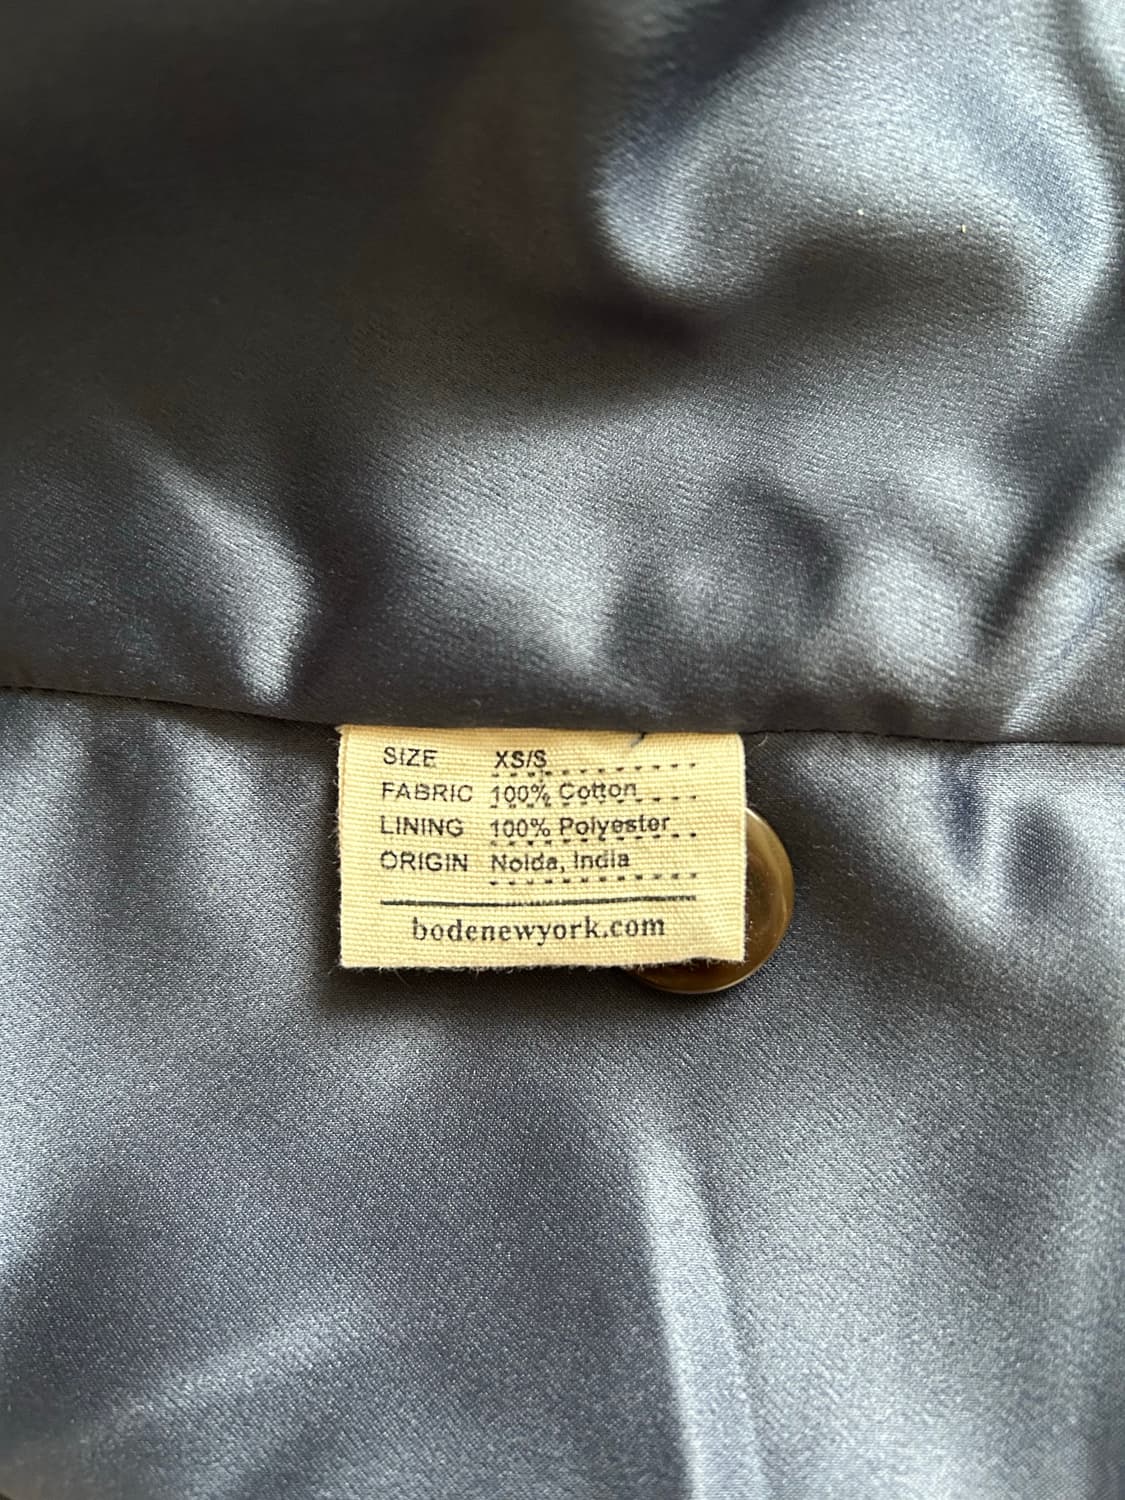 SIZE XS/S
FABRIC 100% Cotton
LINING 100% Polyester
ORIGIN Noida, India
bodenewyork.com